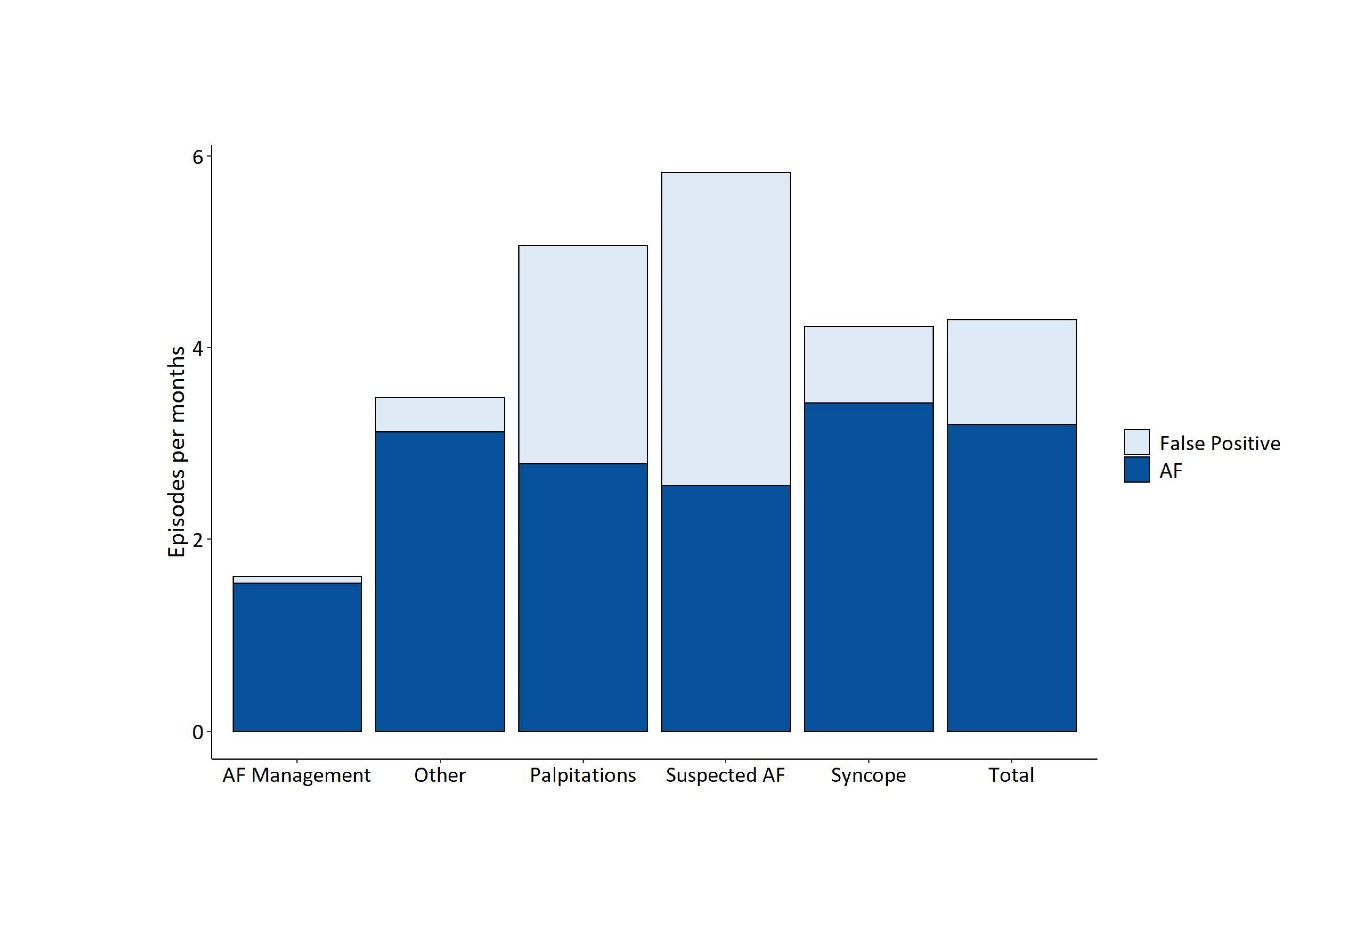 6
4
2
0
Episodes per months
AF Management
Other
Palpitations
Suspected AF
Syncope
Total
False Positive
AF